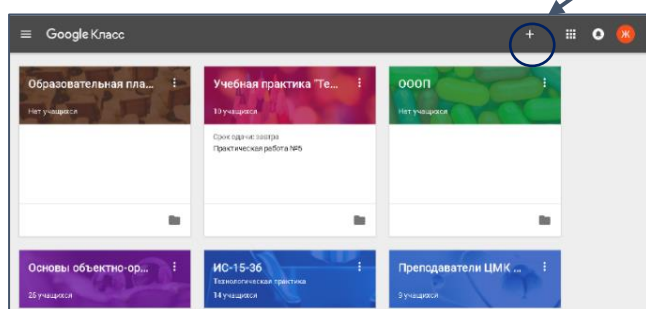 Google Класс
+
Ж
Образовательная пла...
Нет учащихся
Учебная практика "Те...
10 учащихся
Срок сдачи: завтра
Практическая работа №5
ОООП
Нет учащихся
Основы объектно-ор...
25 учащихся
ИС-15-36
Технологическая практика
14 учащихся
Преподаватели ЦМК ...
9 учащихся